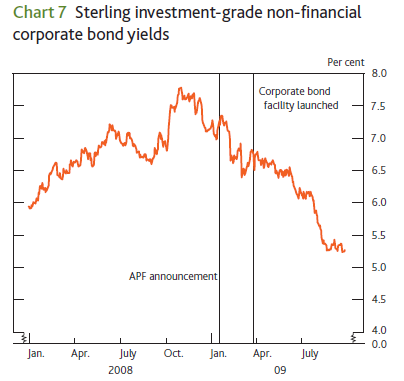 Chart 7 Sterling investment-grade non-financial
corporate bond yields
Per cent
8.0
7.5
7.0
6.5
6.0
5.5
5.0
4.5
4.0
0.0
Corporate bond
facility launched
APF announcement
Jan. Apr. July Oct. Jan. Apr. July
2008 09